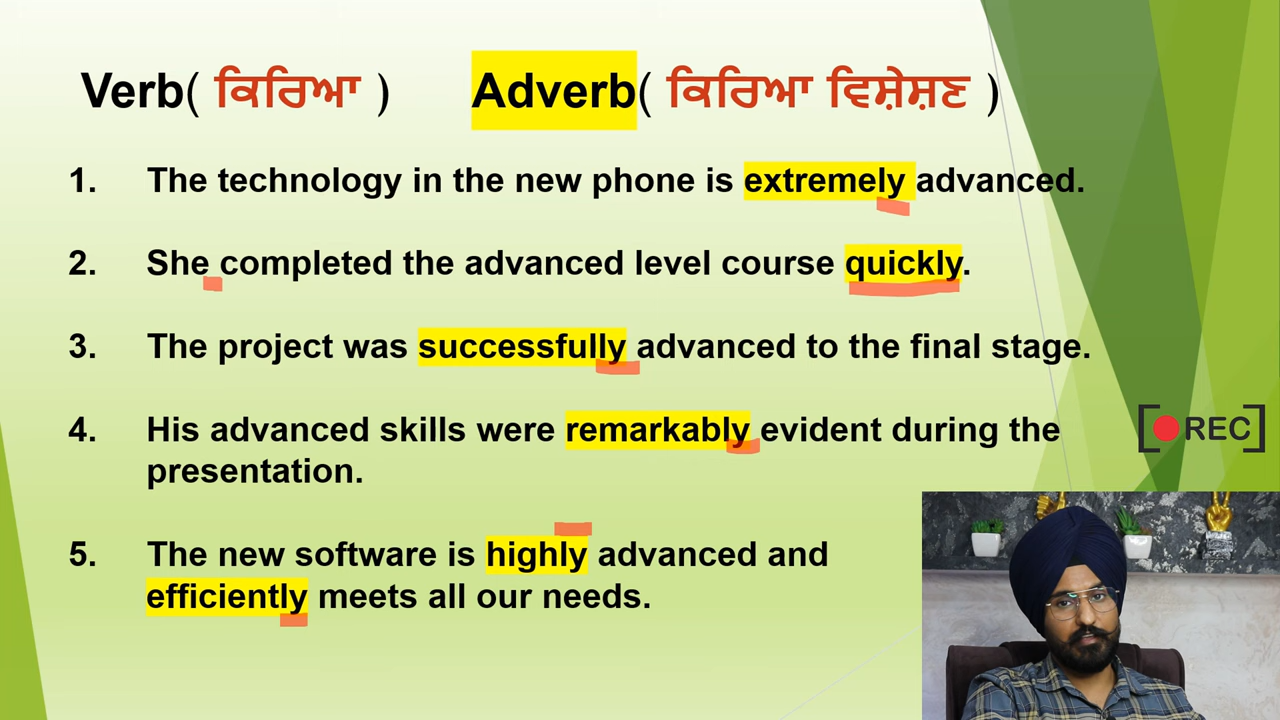 Verb( ਕਿਰਿਆ ) Adverb( ਕਿਰਿਆ ਵਿਸ਼ੇਸ਼ਣ )
1. The technology in the new phone is extremely advanced.
2. She completed the advanced level course quickly.
3. The project was successfully advanced to the final stage.
4. His advanced skills were remarkably evident during the
presentation.
REC
5. The new software is highly advanced and
efficiently meets all our needs.